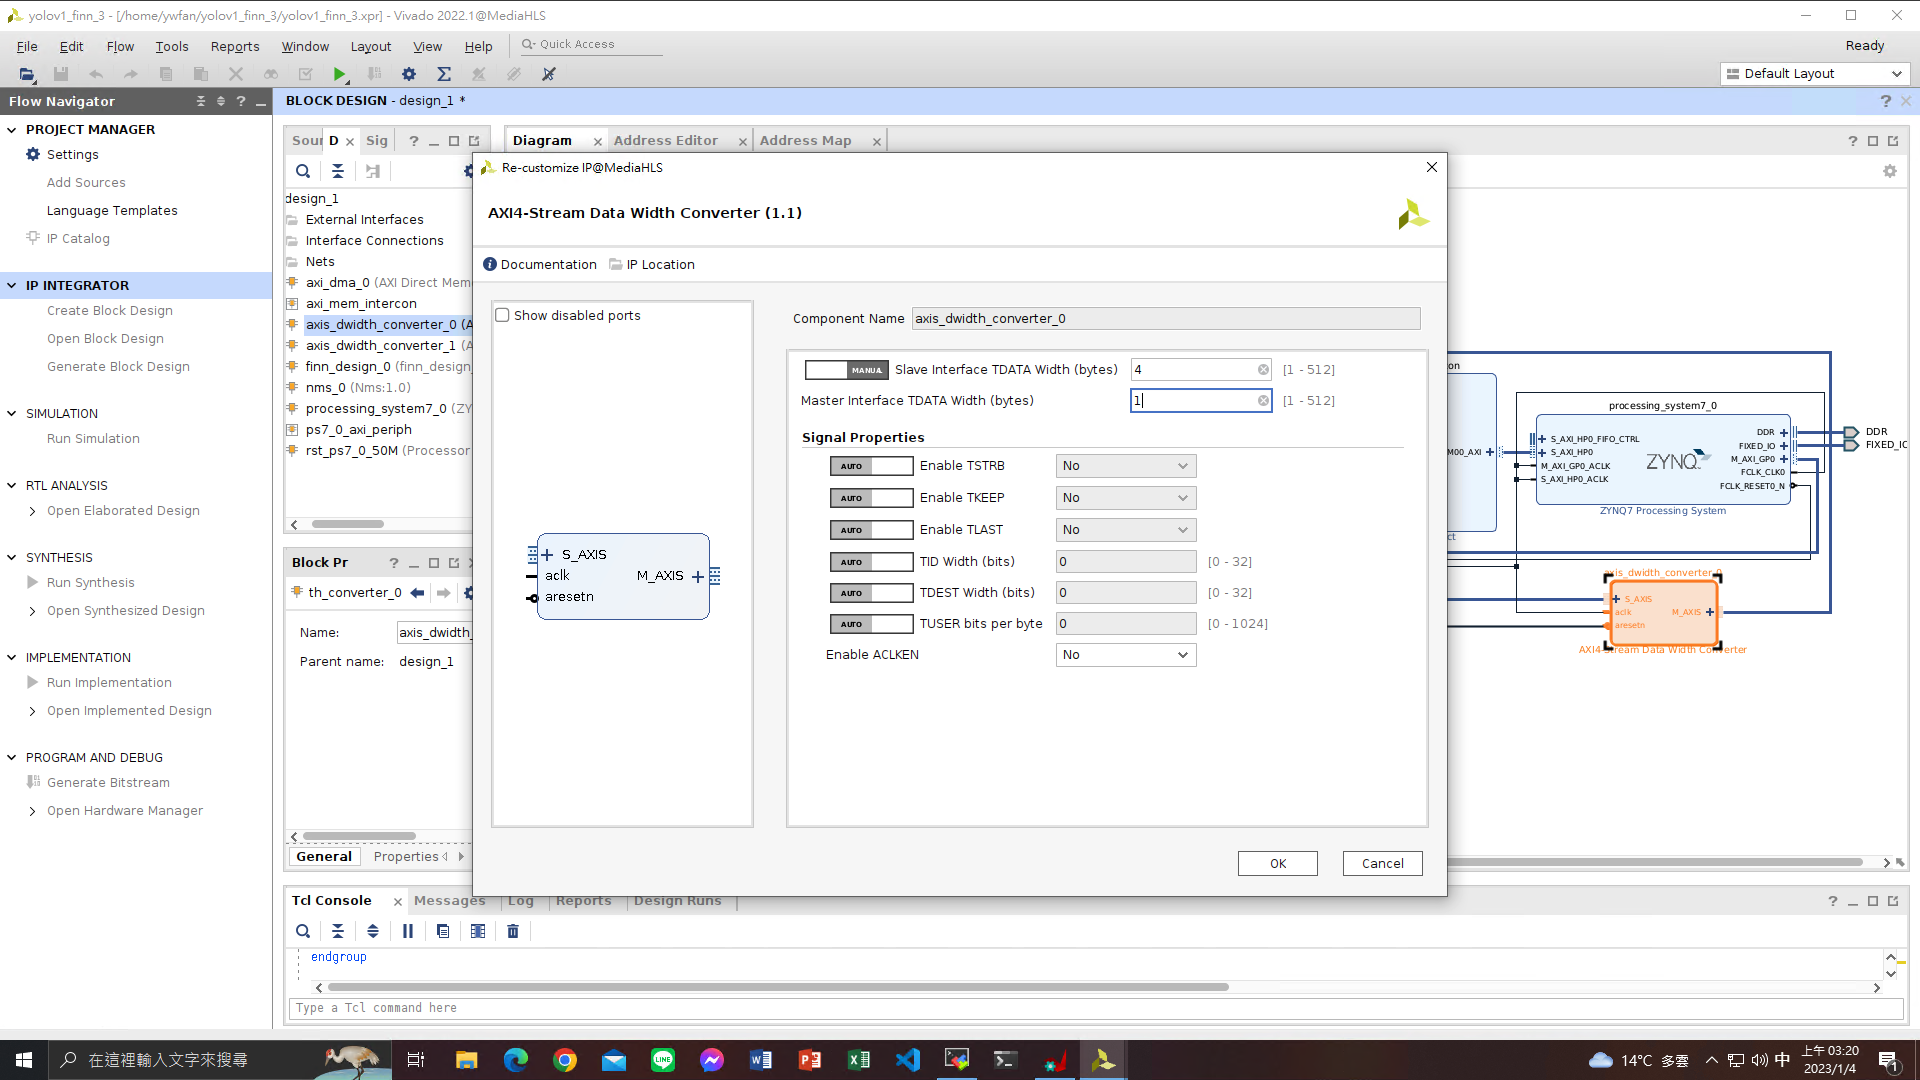 yolov1_finn_3 - [/home/ywfan/yolov1_finn_3/yolov1_finn_3.xpr] - Vivado 2022.1@MediaHLS
File Edit Flow Tools Reports Window Layout View Help Quick Access
Ready
Default Layout
Flow Navigator
PROJECT MANAGER
Settings
Add Sources
Language Templates
IP Catalog
IP INTEGRATOR
Create Block Design
Open Block Design
Generate Block Design
SIMULATION
Run Simulation
RTL ANALYSIS
Open Elaborated Design
SYNTHESIS
Run Synthesis
Open Synthesized Design
IMPLEMENTATION
Run Implementation
Open Implemented Design
PROGRAM AND DEBUG
Generate Bitstream
Open Hardware Manager
BLOCK DESIGN - design_1 *
Sour D Sig
design_1
External Interfaces
Interface Connections
Nets
axi_dma_0 (AXI Direct Mem
axi_mem_intercon
axis_dwidth_converter_0 (A
axis_dwidth_converter_1 (A
finn_design_0 (finn_design_
nms_0 (Nms:1.0)
processing_system7_0 (ZY
ps7_0_axi_periph
rst_ps7_0_50M (Processor
Block Pr
th_converter_0
Name: axis_dwidth_
Parent name: design_1
General Properties
Diagram Address Editor Address Map
Re-customize IP@MediaHLS
AXI4-Stream Data Width Converter (1.1)
Documentation IP Location
Show disabled ports
S_AXIS
aclk
aresetn
M_AXIS
Component Name axis_dwidth_converter_0
MANUAL Slave Interface TDATA Width (bytes) 4 [1 - 512]
Master Interface TDATA Width (bytes) 1 [1 - 512]
Signal Properties
AUTO Enable TSTRB No
AUTO Enable TKEEP No
AUTO Enable TLAST No
AUTO TID Width (bits) 0 [0 - 32]
AUTO TDEST Width (bits) 0 [0 - 32]
AUTO TUSER bits per byte 0 [0 - 1024]
Enable ACLKEN No
OK Cancel
on
M00_AXI
ct
processing_system7_0
S_AXI_HP0_FIFO_CTRL
S_AXI_HP0
M_AXI_GP0_ACLK
S_AXI_HP0_ACLK
ZYNQ
DDR
FIXED_IO
M_AXI_GP0
FCLK_CLK0
FCLK_RESET0_N
ZYNQ7 Processing System
DDR
FIXED_IO
axis_dwidth_converter_0
S_AXIS
aclk
aresetn
M_AXIS
AXI4-Stream Data Width Converter
Tcl Console Messages Log Reports Design Runs
endgroup
Type a Tcl command here
在這裡輸入文字來搜尋
14°C 多雲
中
上午 03:20
2023/1/4
1